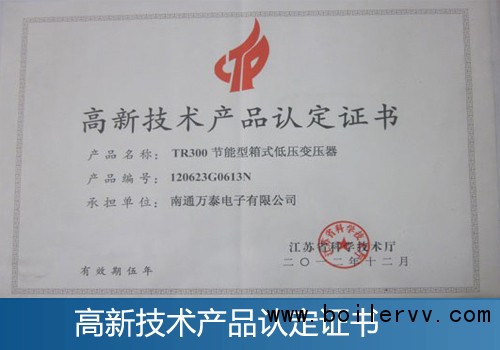 高新技术产品认定证书
产品名称： TR300 节能型箱式低压变压器
产品编号： 120623G0613N
承担单位： 南通万泰电子有限公司
江苏省科学技术厅
二〇一二年十二月
有效期伍年
高新技术产品认定证书
www.boilervv.com